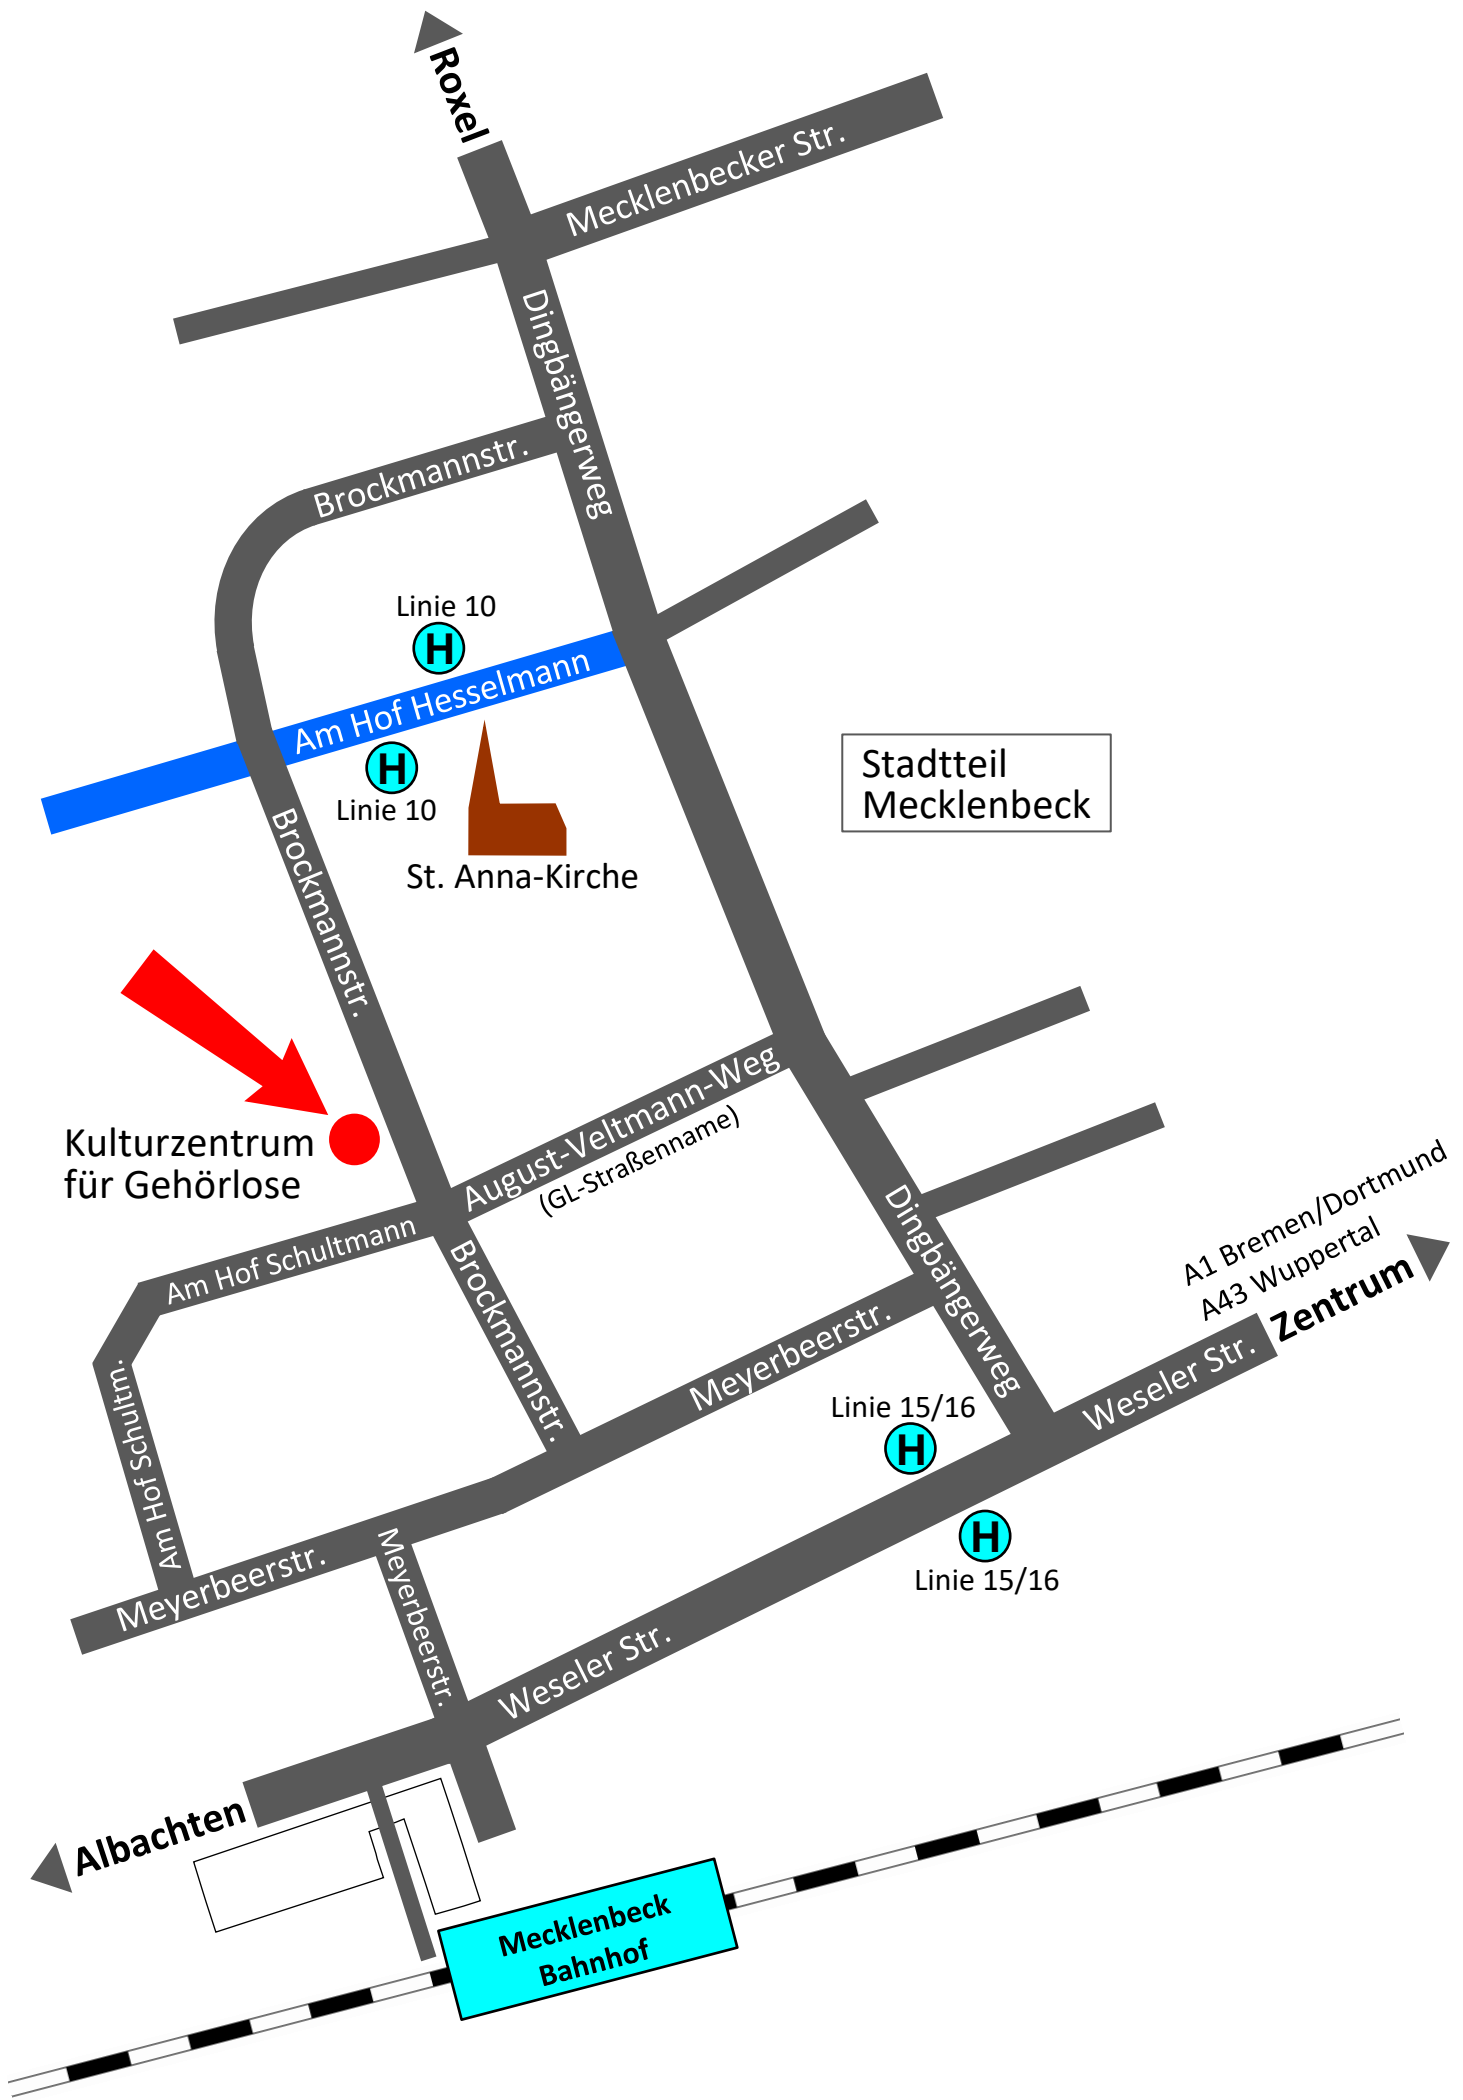 Roxel
Mecklenbecker Str.
Dingbängerweg
Brockmannstr.
Linie 10
H
Am Hof Hesselmann
H
Linie 10
St. Anna-Kirche
Stadtteil
Mecklenbeck
Brockmannstr.
Kulturzentrum
für Gehörlose
August-Veltmann-Weg
(GL-Straßenname)
Am Hof Schultmann
Am Hof Schultm.
Brockmannstr.
Dingbängerweg
A1 Bremen/Dortmund
A43 Wuppertal
Zentrum
Meyerbeerstr.
Weseler Str.
Linie 15/16
H
H
Linie 15/16
Meyerbeerstr.
Meyerbeerstr.
Weseler Str.
Albachten
Mecklenbeck
Bahnhof